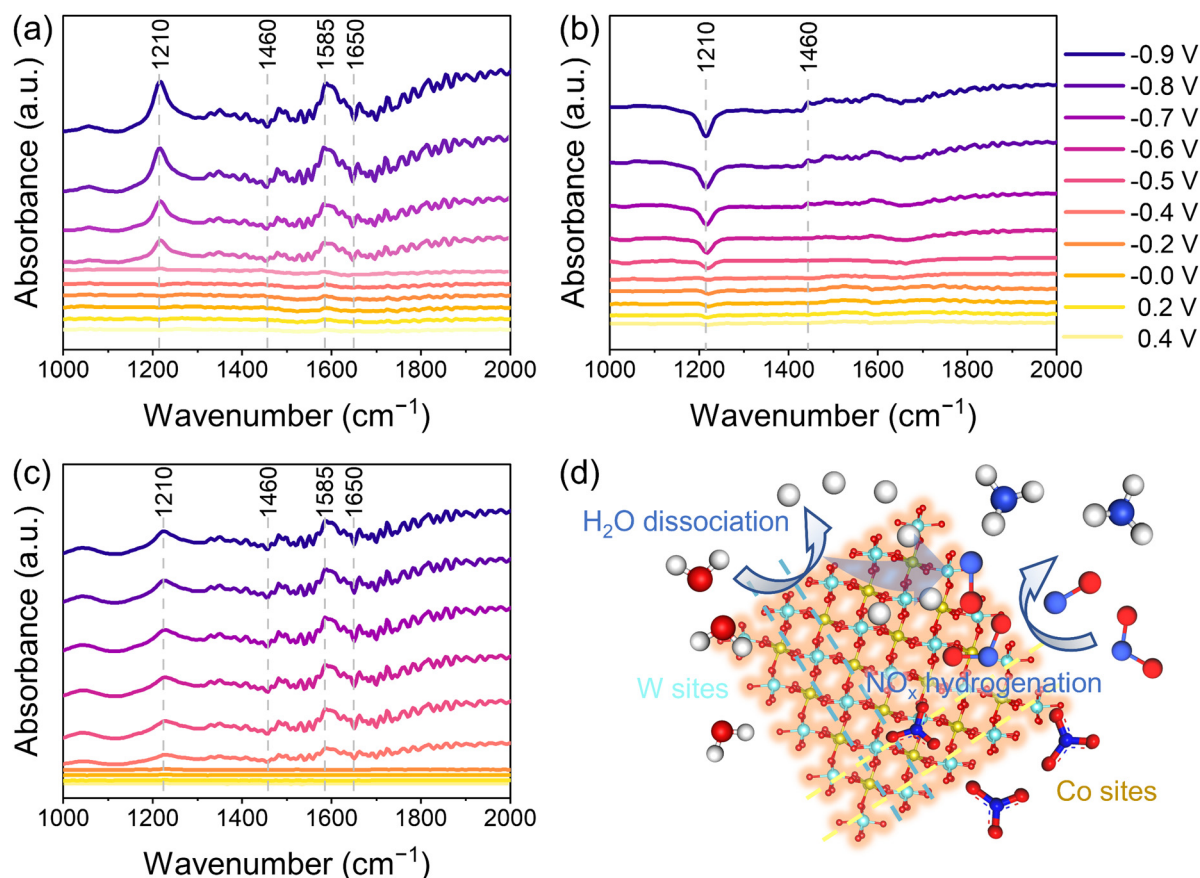 (a)
1210
1460
1585
1650
Absorbance (a.u.)
1000 1200 1400 1600 1800 2000
Wavenumber (cm⁻¹)
(b)
1210
1460
Absorbance (a.u.)
1000 1200 1400 1600 1800 2000
Wavenumber (cm⁻¹)
-0.9 V
-0.8 V
-0.7 V
-0.6 V
-0.5 V
-0.4 V
-0.2 V
-0.0 V
0.2 V
0.4 V
(c)
1210
1460
1585
1650
Absorbance (a.u.)
1000 1200 1400 1600 1800 2000
Wavenumber (cm⁻¹)
(d)
H₂O dissociation
W sites
NOₓ hydrogenation
Co sites